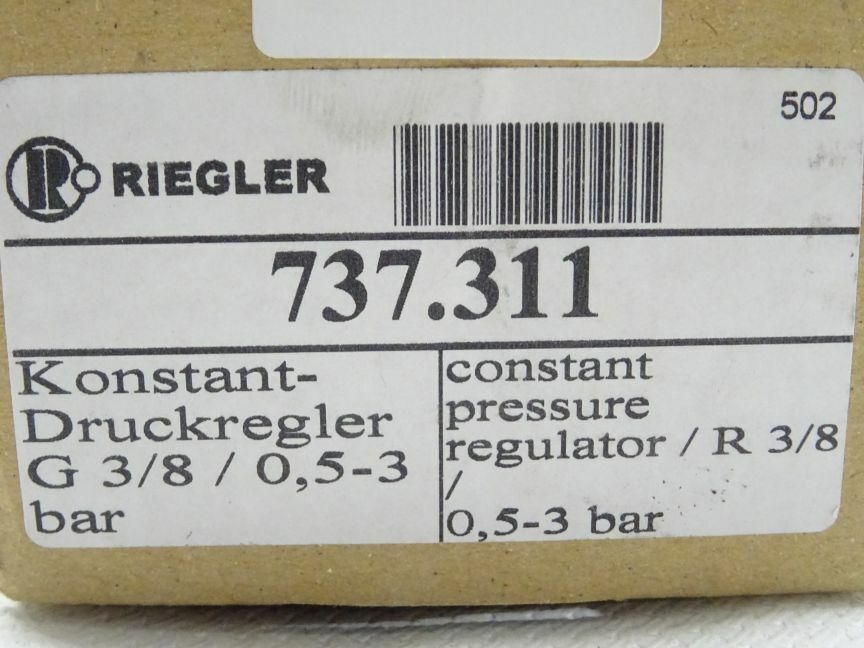 502
RIEGLER
737.311
Konstant-
Druckregler
G 3/8 / 0,5-3
bar
constant
pressure
regulator / R 3/8
/
0,5-3 bar